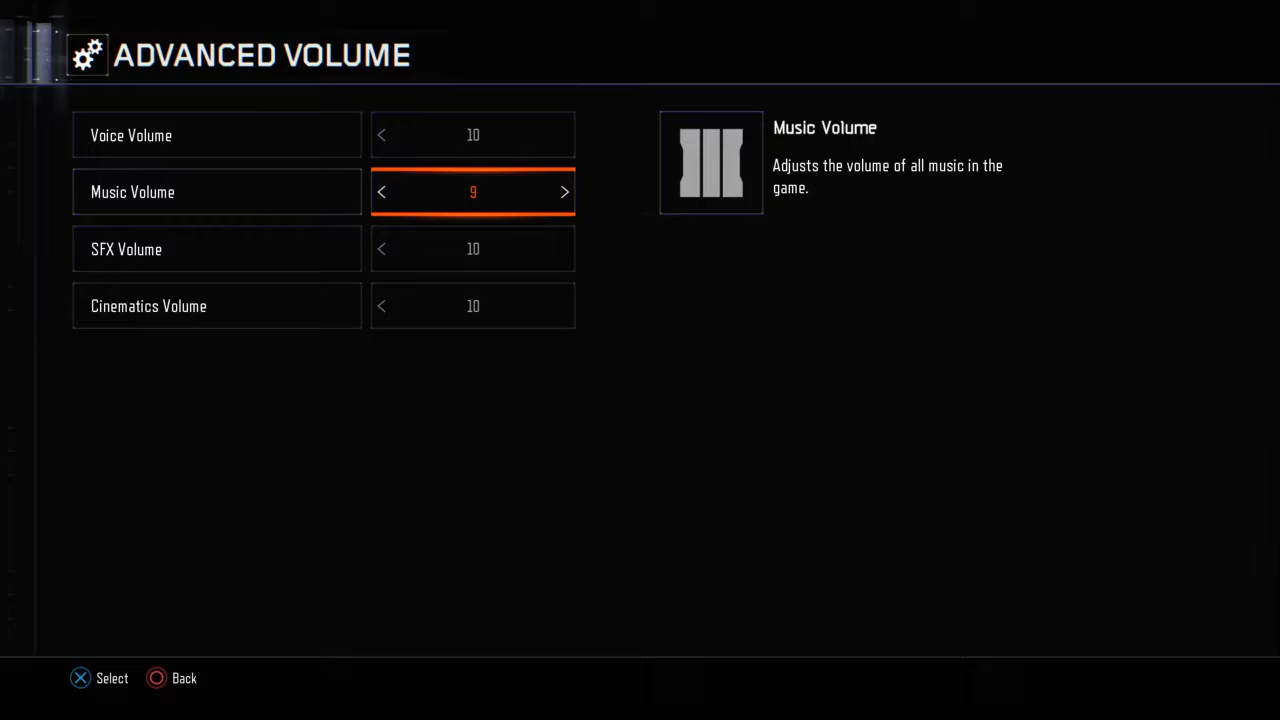 ADVANCED VOLUME
Voice Volume
< 10
Music Volume
< 9 >
SFX Volume
< 10
Cinematics Volume
< 10
Music Volume
Adjusts the volume of all music in the
game.
Select
Back